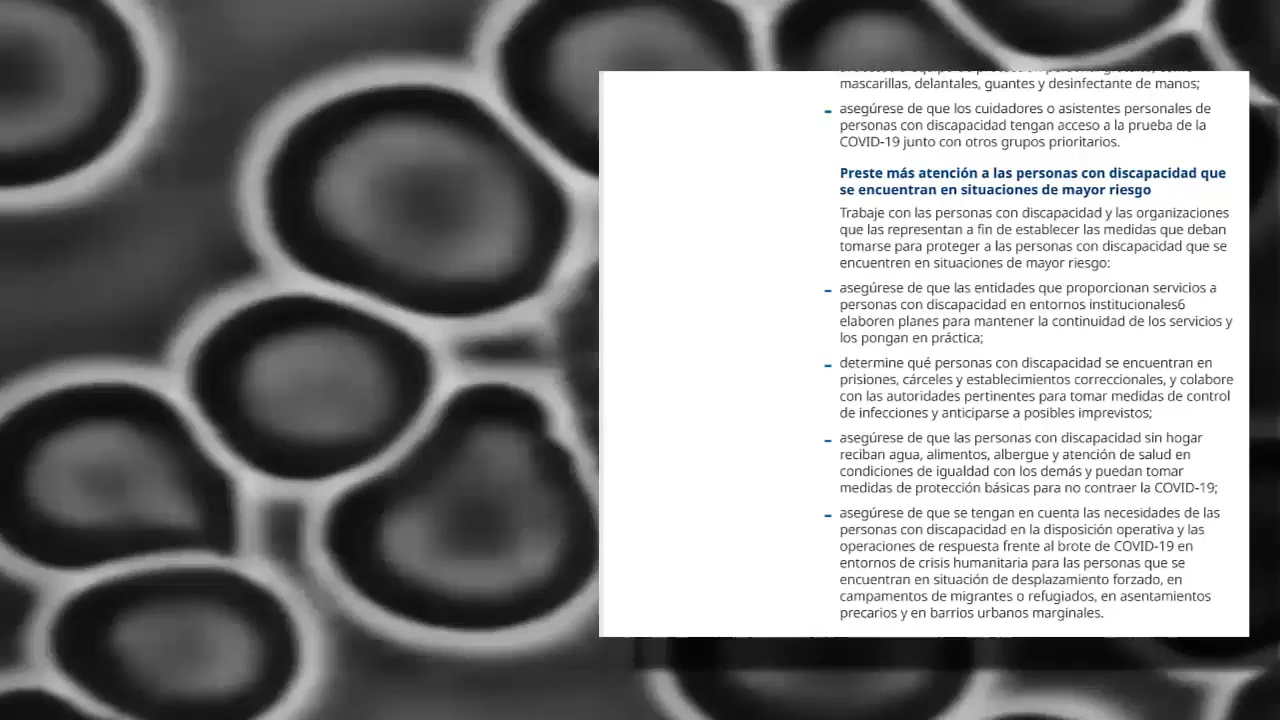 mascarillas, delantales, guantes y desinfectante de manos;
- asegúrese de que los cuidadores o asistentes personales de
personas con discapacidad tengan acceso a la prueba de la
COVID-19 junto con otros grupos prioritarios.
Preste más atención a las personas con discapacidad que
se encuentran en situaciones de mayor riesgo
Trabaje con las personas con discapacidad y las organizaciones
que las representan a fin de establecer las medidas que deban
tomarse para proteger a las personas con discapacidad que se
encuentren en situaciones de mayor riesgo:
- asegúrese de que las entidades que proporcionan servicios a
personas con discapacidad en entornos institucionales6
elaboren planes para mantener la continuidad de los servicios y
los pongan en práctica;
- determine qué personas con discapacidad se encuentran en
prisiones, cárceles y establecimientos correccionales, y colabore
con las autoridades pertinentes para tomar medidas de control
de infecciones y anticiparse a posibles imprevistos;
- asegúrese de que las personas con discapacidad sin hogar
reciban agua, alimentos, albergue y atención de salud en
condiciones de igualdad con los demás y puedan tomar
medidas de protección básicas para no contraer la COVID-19;
- asegúrese de que se tengan en cuenta las necesidades de las
personas con discapacidad en la disposición operativa y las
operaciones de respuesta frente al brote de COVID-19 en
entornos de crisis humanitaria para las personas que se
encuentran en situación de desplazamiento forzado, en
campamentos de migrantes o refugiados, en asentamientos
precarios y en barrios urbanos marginales.